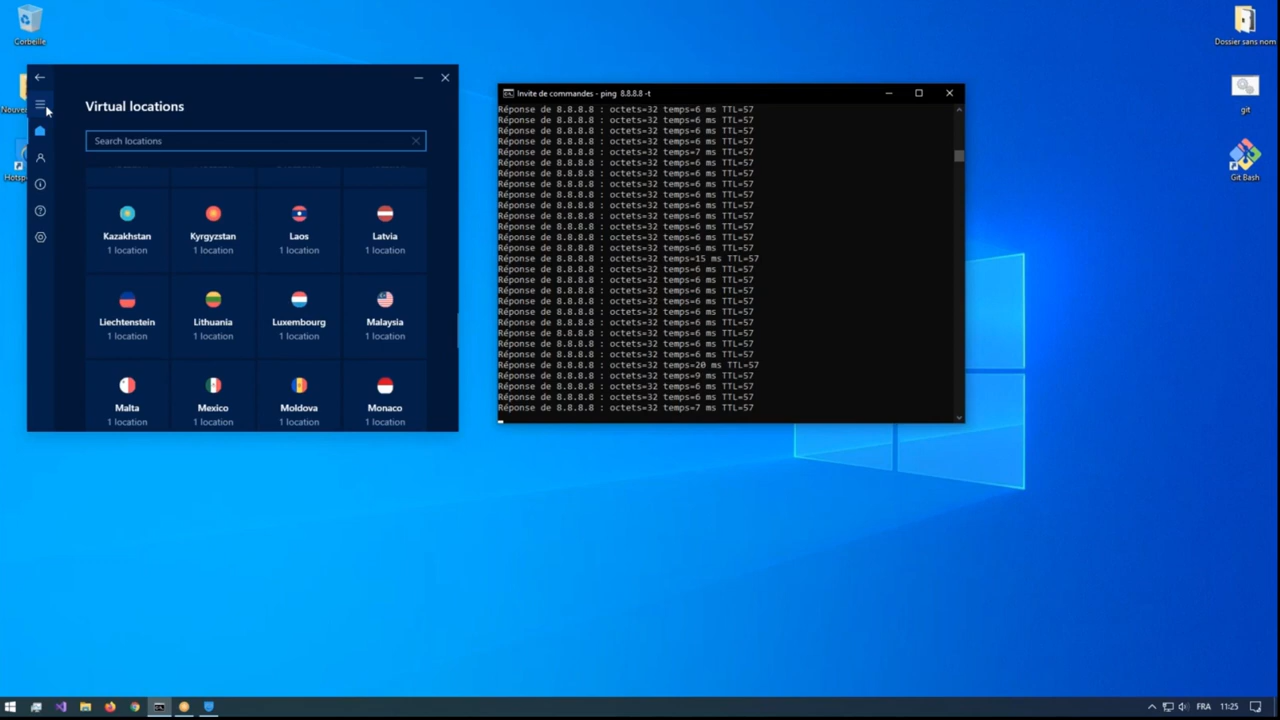 Corbeille
Dossier sans nom
git
Git Bash
Virtual locations
Search locations
Kazakhstan
1 location
Kyrgyzstan
1 location
Laos
1 location
Latvia
1 location
Liechtenstein
1 location
Lithuania
1 location
Luxembourg
1 location
Malaysia
1 location
Malta
1 location
Mexico
1 location
Moldova
1 location
Monaco
1 location
Invite de commandes - ping 8.8.8.8 -t
Réponse de 8.8.8.8 : octets=32 temps=6 ms TTL=57
Réponse de 8.8.8.8 : octets=32 temps=6 ms TTL=57
Réponse de 8.8.8.8 : octets=32 temps=6 ms TTL=57
Réponse de 8.8.8.8 : octets=32 temps=6 ms TTL=57
Réponse de 8.8.8.8 : octets=32 temps=7 ms TTL=57
Réponse de 8.8.8.8 : octets=32 temps=6 ms TTL=57
Réponse de 8.8.8.8 : octets=32 temps=6 ms TTL=57
Réponse de 8.8.8.8 : octets=32 temps=6 ms TTL=57
Réponse de 8.8.8.8 : octets=32 temps=6 ms TTL=57
Réponse de 8.8.8.8 : octets=32 temps=6 ms TTL=57
Réponse de 8.8.8.8 : octets=32 temps=6 ms TTL=57
Réponse de 8.8.8.8 : octets=32 temps=6 ms TTL=57
Réponse de 8.8.8.8 : octets=32 temps=6 ms TTL=57
Réponse de 8.8.8.8 : octets=32 temps=6 ms TTL=57
Réponse de 8.8.8.8 : octets=32 temps=15 ms TTL=57
Réponse de 8.8.8.8 : octets=32 temps=6 ms TTL=57
Réponse de 8.8.8.8 : octets=32 temps=6 ms TTL=57
Réponse de 8.8.8.8 : octets=32 temps=6 ms TTL=57
Réponse de 8.8.8.8 : octets=32 temps=6 ms TTL=57
Réponse de 8.8.8.8 : octets=32 temps=6 ms TTL=57
Réponse de 8.8.8.8 : octets=32 temps=6 ms TTL=57
Réponse de 8.8.8.8 : octets=32 temps=6 ms TTL=57
Réponse de 8.8.8.8 : octets=32 temps=6 ms TTL=57
Réponse de 8.8.8.8 : octets=32 temps=6 ms TTL=57
Réponse de 8.8.8.8 : octets=32 temps=20 ms TTL=57
Réponse de 8.8.8.8 : octets=32 temps=9 ms TTL=57
Réponse de 8.8.8.8 : octets=32 temps=6 ms TTL=57
Réponse de 8.8.8.8 : octets=32 temps=6 ms TTL=57
Réponse de 8.8.8.8 : octets=32 temps=7 ms TTL=57
FRA
11:25